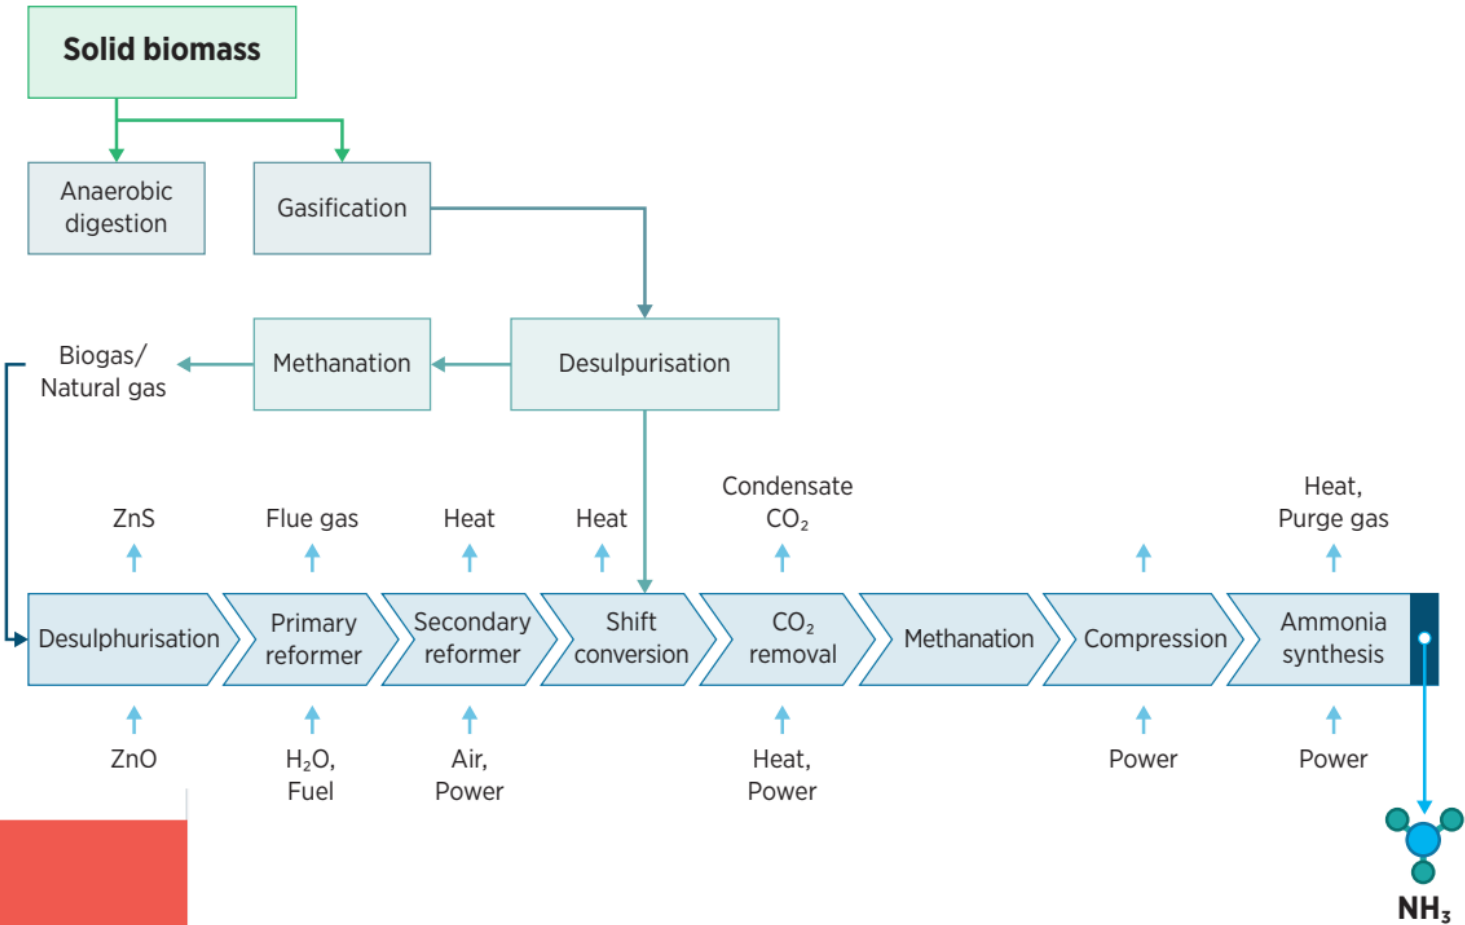 Solid biomass
Anaerobic
digestion
Gasification
Biogas/
Natural gas
Methanation
Desulpurisation
ZnS
Flue gas
Heat
Heat
Condensate
CO₂
Heat,
Purge gas
Desulphurisation
Primary
reformer
Secondary
reformer
Shift
conversion
CO₂
removal
Methanation
Compression
Ammonia
synthesis
ZnO
H₂O,
Fuel
Air,
Power
Heat,
Power
Power
Power
NH₃